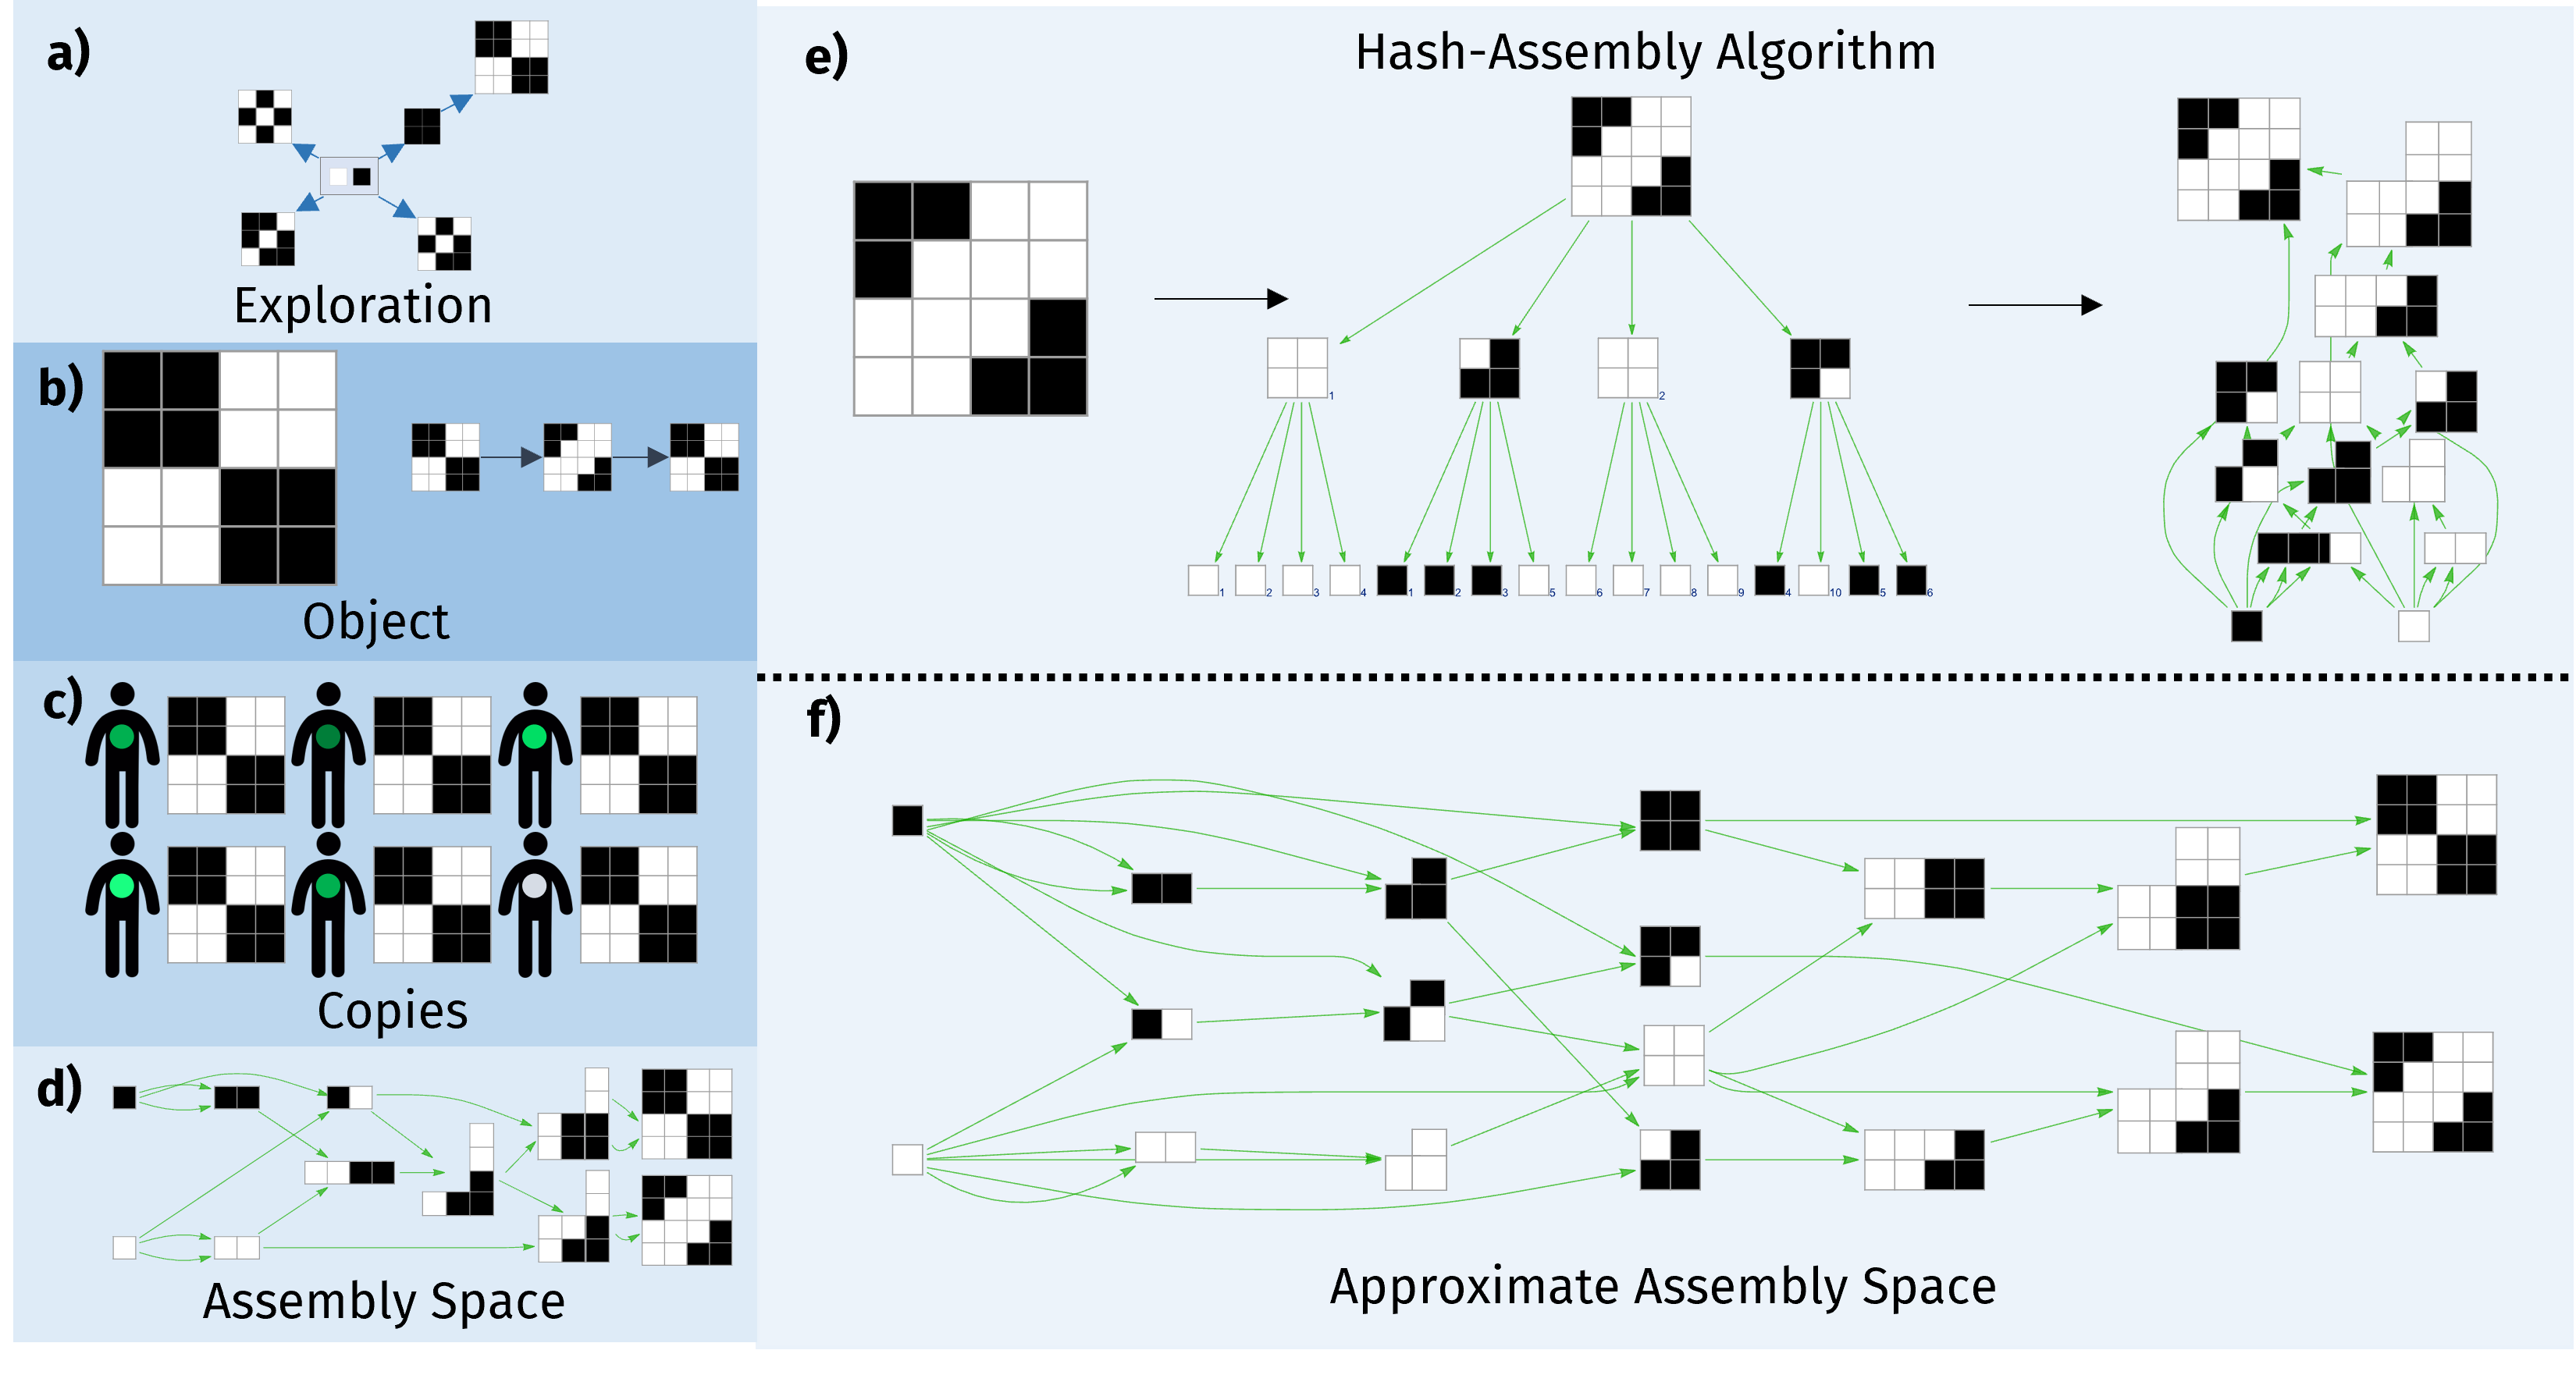 a)
Exploration
b)
Object
c)
Copies
d)
Assembly Space
e)
Hash-Assembly Algorithm
1
2
1 2 3 4 1 2 3 5 6 7 8 9 4 10 5 6
f)
Approximate Assembly Space